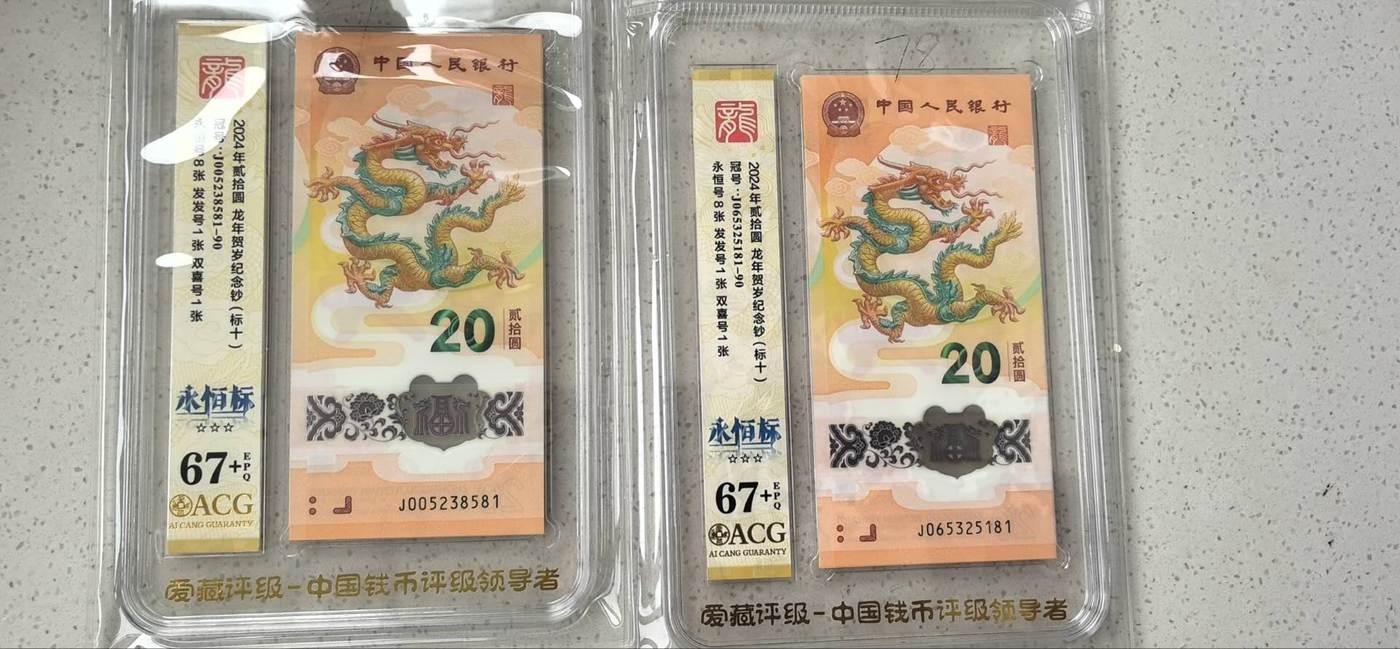 龍
2024年贰拾圆 龙年贺岁纪念钞(标十)
冠号:J005238581-90
8张 发发号1张 双喜号1张
永恒标
☆☆☆
67+
EPQ
ACG
AI CANG GUARANTY
中国人民银行
龍
20
贰拾圆
J005238581
爱藏评级-中国钱币评级领导者
78
龍
2024年贰拾圆 龙年贺岁纪念钞(标十)
冠号:J065325181-90
永恒号8张 发发号1张 双喜号1张
永恒标
☆☆☆
67+
EPQ
ACG
AI CANG GUARANTY
中国人民银行
龍
20
贰拾圆
J065325181
爱藏评级-中国钱币评级领导者